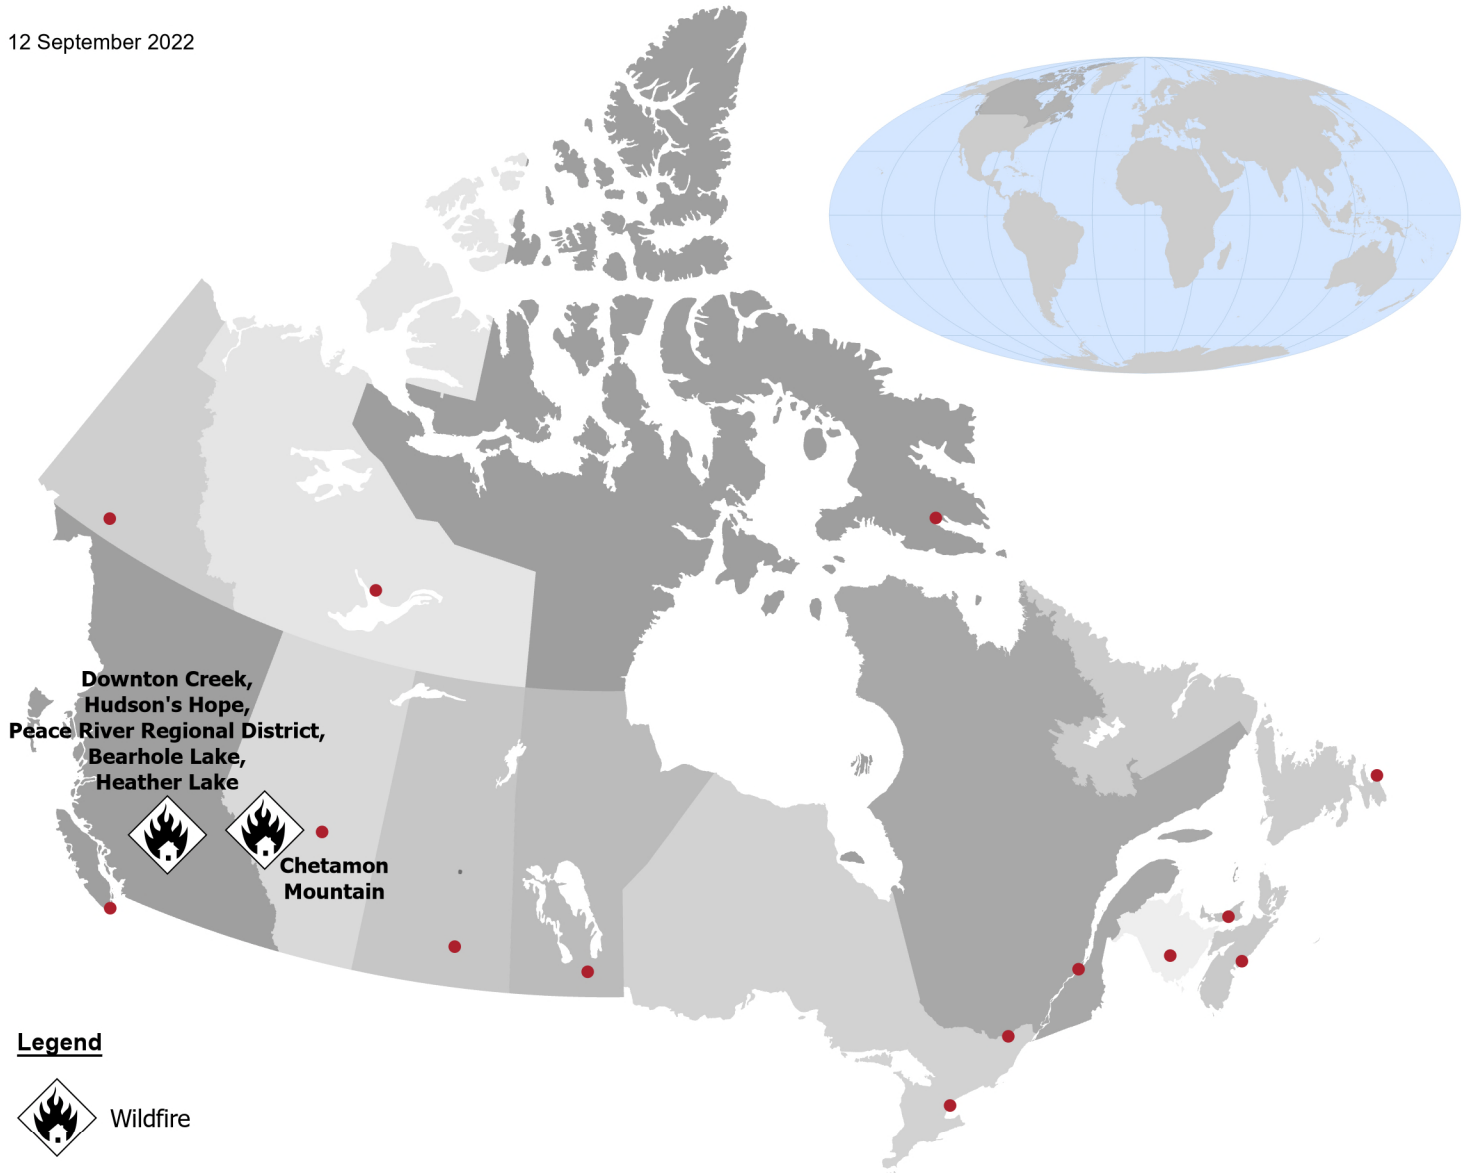 12 September 2022
Downton Creek,
Hudson's Hope,
Peace River Regional District,
Bearhole Lake,
Heather Lake
Chetamon
Mountain
Legend
Wildfire